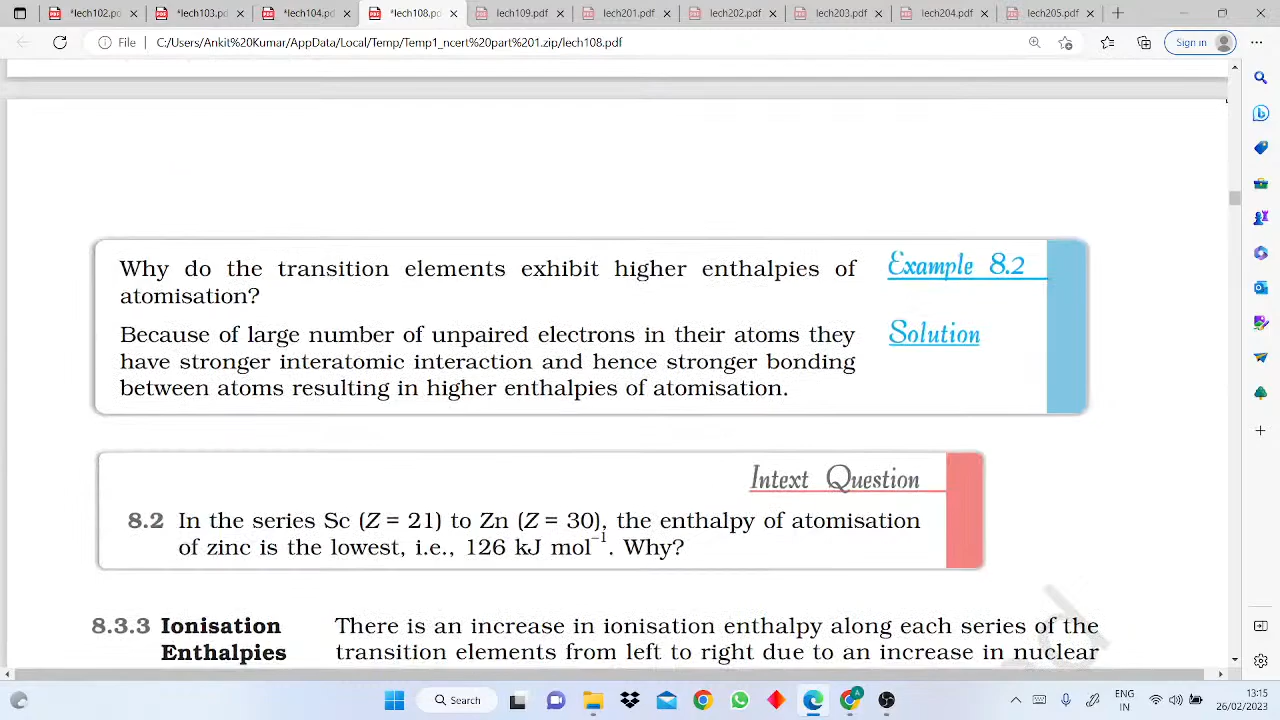 *lech102.pd
*lech103.pd
*lech104.pd
*lech108.pd
lech109.pdf
lech201.pdf
lech202.pdf
lech203.pdf
lech204.pdf
lech205.pdf
File
C:/Users/Ankit%20Kumar/AppData/Local/Temp/Temp1_ncert%20part%001.zip/lech108.pdf
Sign in
Why do the transition elements exhibit higher enthalpies of
atomisation?
Example 8.2
Because of large number of unpaired electrons in their atoms they
have stronger interatomic interaction and hence stronger bonding
between atoms resulting in higher enthalpies of atomisation.
Solution
Intext Question
8.2 In the series Sc (Z = 21) to Zn (Z = 30), the enthalpy of atomisation
of zinc is the lowest, i.e., 126 kJ mol⁻¹. Why?
8.3.3 Ionisation
Enthalpies
There is an increase in ionisation enthalpy along each series of the
transition elements from left to right due to an increase in nuclear
Search
ENG
IN
13:15
26/02/2023